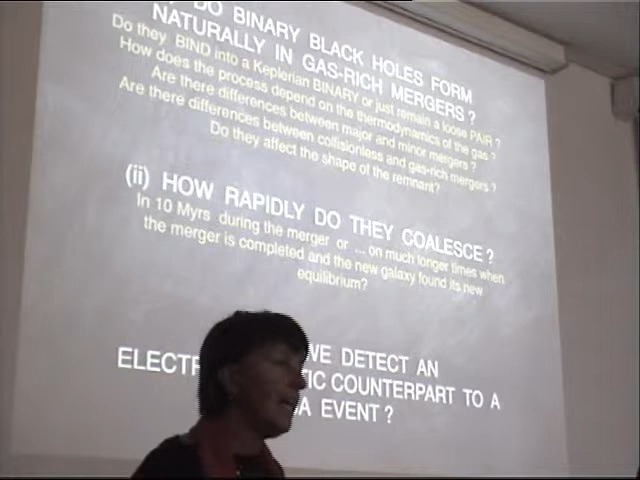 DO BINARY BLACK HOLES FORM
NATURALLY IN GAS-RICH MERGERS ?
Do they BIND into a Keplerian BINARY or just remain a loose PAIR ?
How does the process depend on the thermodynamics of the gas ?
Are there differences between major and minor mergers ?
Are there differences between collisionless and gas-rich mergers ?
Do they affect the shape of the remnant?
(ii) HOW RAPIDLY DO THEY COALESCE ?
In 10 Myrs during the merger or ... on much longer times when
the merger is completed and the new galaxy found its new
equilibrium?
WE DETECT AN
ELECTR TIC COUNTERPART TO A
A EVENT ?